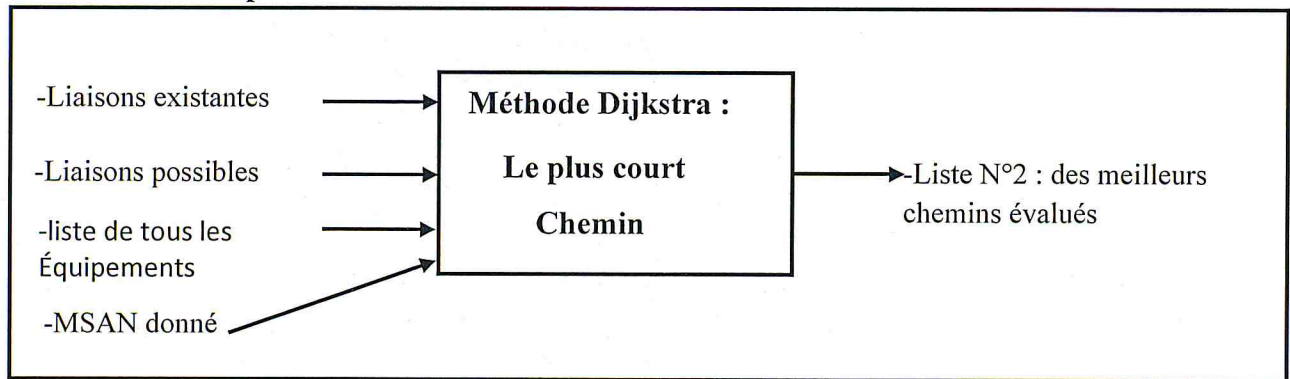 -Liaisons existantes
-Liaisons possibles
-liste de tous les
Équipements
-MSAN donné
Méthode Dijkstra :
Le plus court
Chemin
-Liste N°2 : des meilleurs
chemins évalués